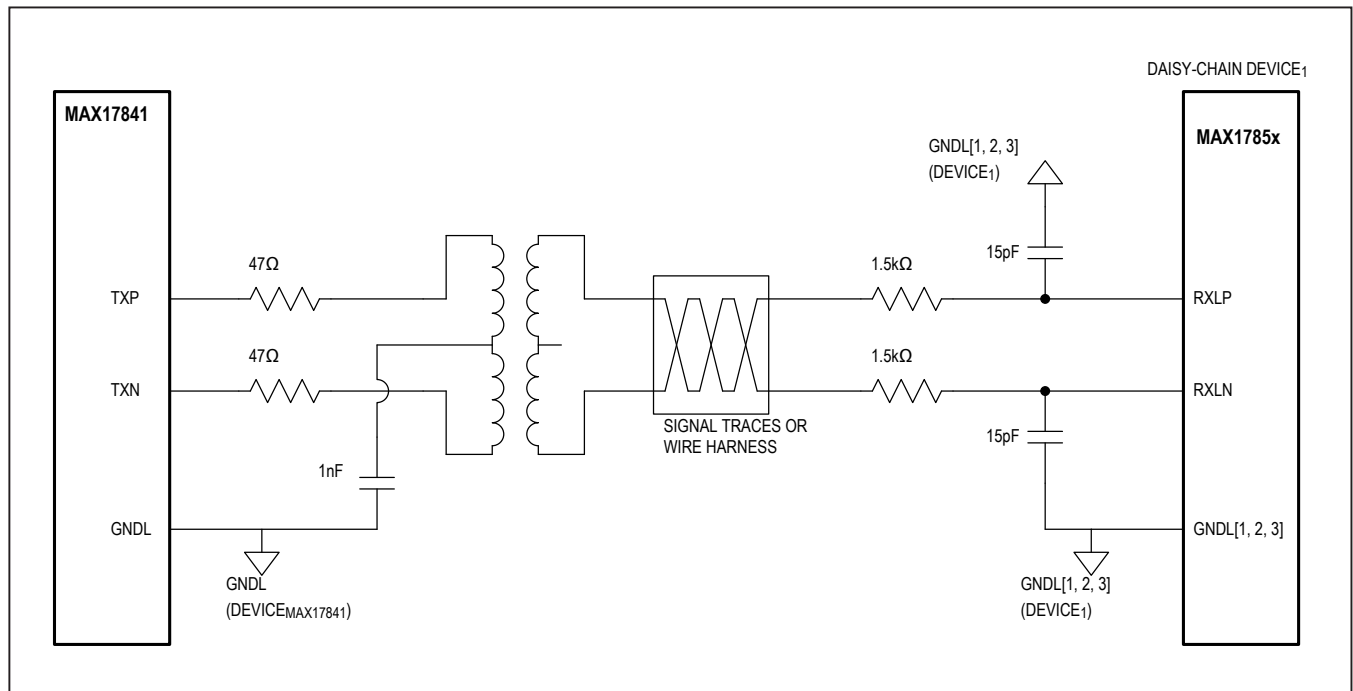 DAISY-CHAIN DEVICE1
MAX17841
MAX1785x
GNDL[1, 2, 3]
(DEVICE1)
47Ω
1.5kΩ
15pF
TXP
RXLP
47Ω
1.5kΩ
TXN
RXLN
SIGNAL TRACES OR
WIRE HARNESS
15pF
1nF
GNDL
GNDL[1, 2, 3]
GNDL
(DEVICEMAX17841)
GNDL[1, 2, 3]
(DEVICE1)